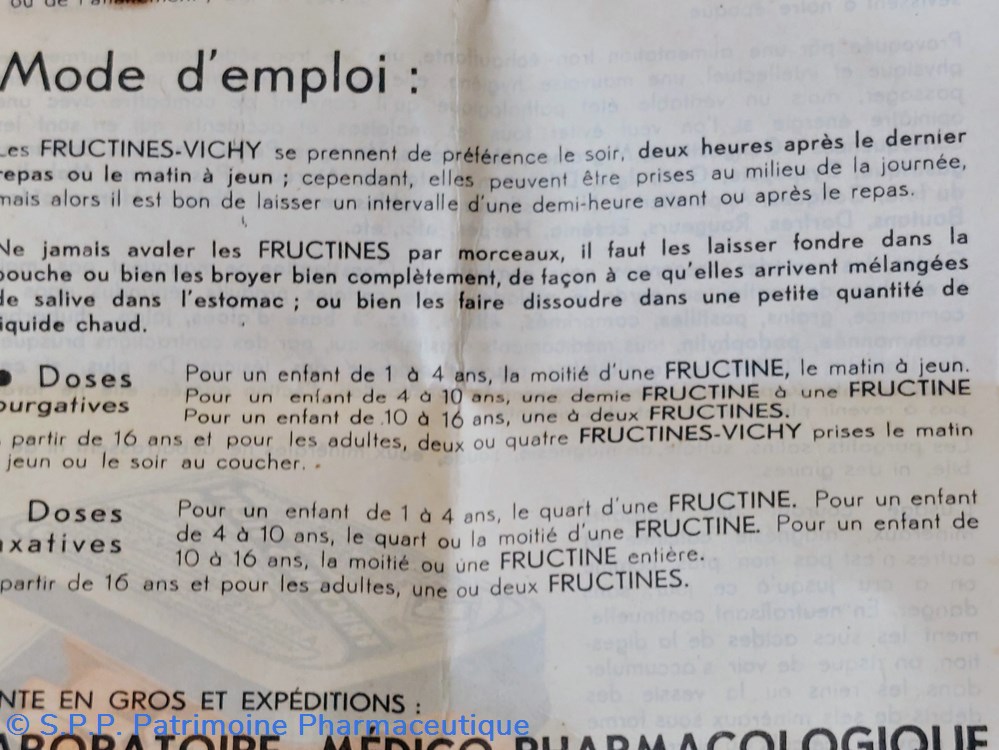 ou de l'
Mode d'emploi :
Les FRUCTINES-VICHY se prennent de préférence le soir, deux heures après le dernier
repas ou le matin à jeun ; cependant, elles peuvent être prises au milieu de la journée,
mais alors il est bon de laisser un intervalle d'une demi-heure avant ou après le repas.
Ne jamais avaler les FRUCTINES par morceaux, il faut les laisser fondre dans la
bouche ou bien les broyer bien complètement, de façon à ce qu'elles arrivent mélangées
de salive dans l'estomac ; ou bien les faire dissoudre dans une petite quantité de
liquide chaud.
● Doses purgatives
Pour un enfant de 1 à 4 ans, la moitié d'une FRUCTINE, le matin à jeun.
Pour un enfant de 4 à 10 ans, une demie FRUCTINE à une FRUCTINE
Pour un enfant de 10 à 16 ans, une à deux FRUCTINES.
partir de 16 ans et pour les adultes, deux ou quatre FRUCTINES-VICHY prises le matin
jeun ou le soir au coucher.
Doses axatives
Pour un enfant de 1 à 4 ans, le quart d'une FRUCTINE. Pour un enfant
de 4 à 10 ans, le quart ou la moitié d'une FRUCTINE. Pour un enfant de
10 à 16 ans, la moitié ou une FRUCTINE entière.
partir de 16 ans et pour les adultes, une ou deux FRUCTINES.
NTE EN GROS ET EXPÉDITIONS :
© S.P.P. Patrimoine Pharmaceutique
ABORATOIRE MÉDICO-PHARMACOLOGIQUE